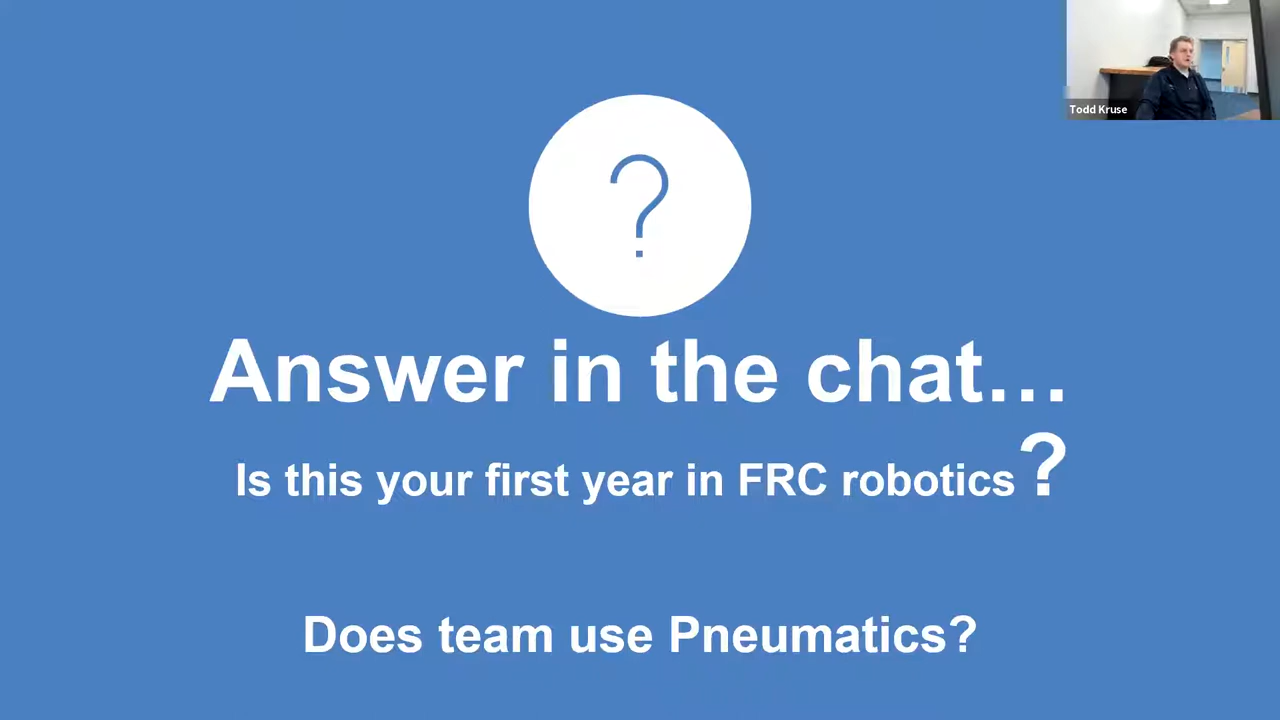 Todd Kruse
?
Answer in the chat…
Is this your first year in FRC robotics?
Does team use Pneumatics?